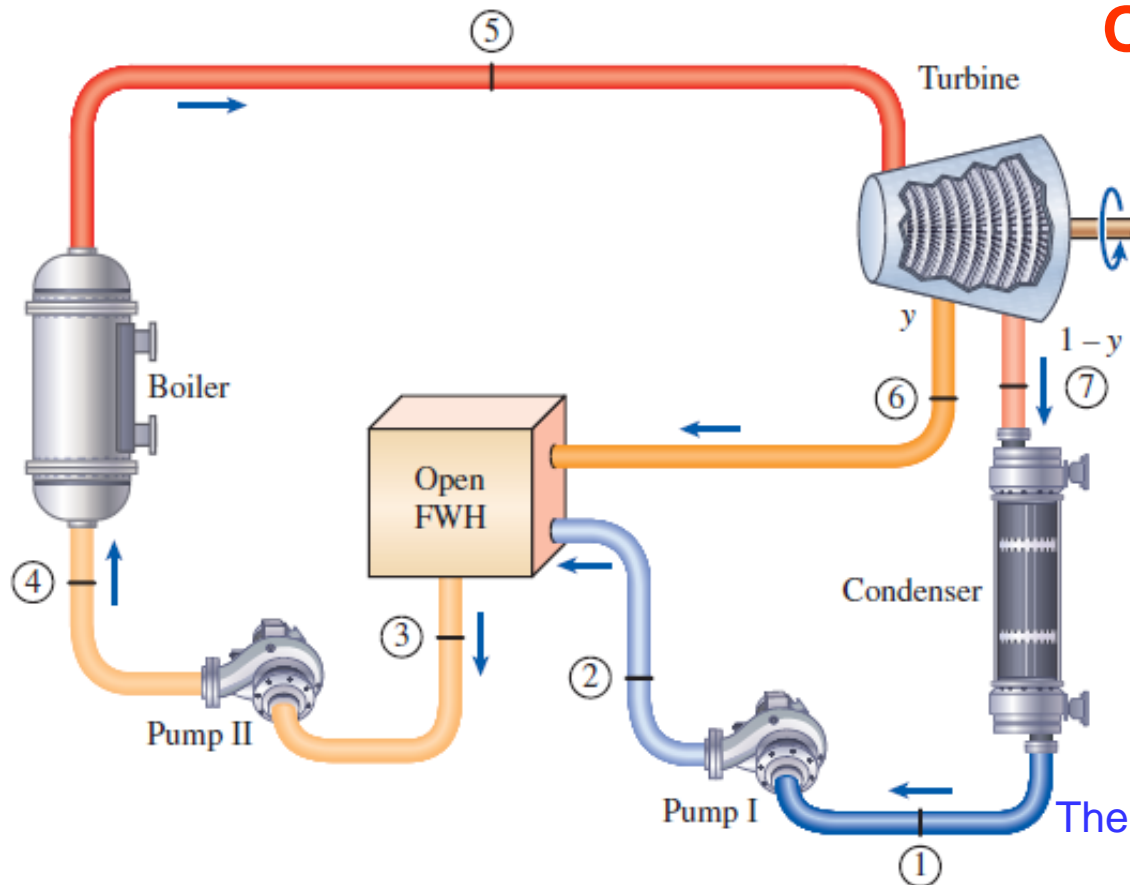 C
⑤
Turbine
y
1 – y
⑥
⑦
Boiler
Open
FWH
④
③
②
Condenser
Pump II
Pump I
The
①